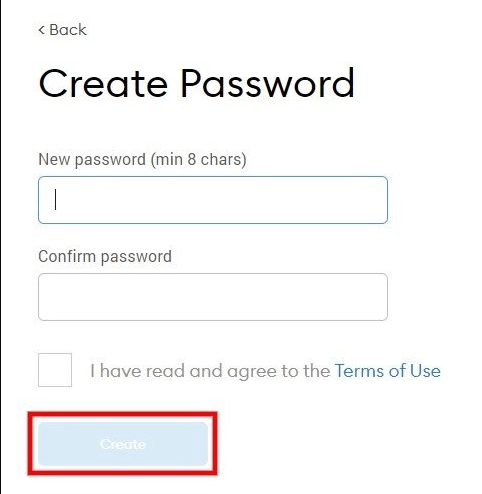 < Back
Create Password
New password (min 8 chars)
Confirm password
I have read and agree to the Terms of Use
Create